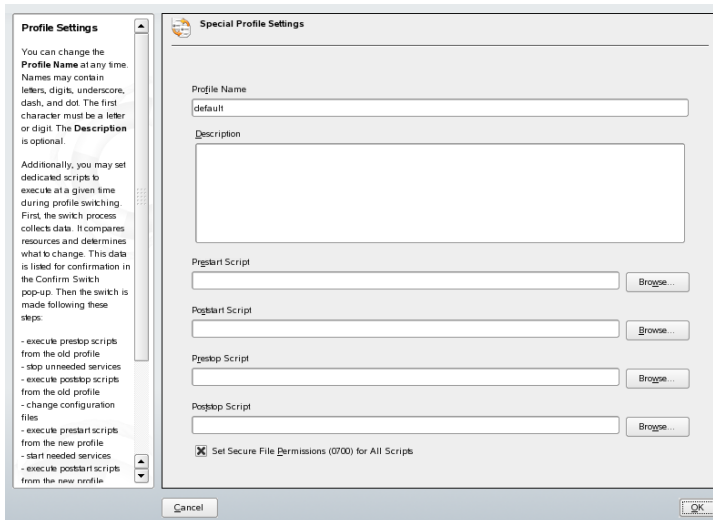 Profile Settings
You can change the
Profile Name at any time.
Names may contain
letters, digits, underscore,
dash, and dot. The first
character must be a letter
or digit. The Description
is optional.
Additionally, you may set
dedicated scripts to
execute at a given time
during profile switching.
First, the switch process
collects data. It compares
resources and determines
what to change. This data
is listed for confirmation in
the Confirm Switch
pop-up. Then the switch is
made following these
steps:
- execute prestop scripts
from the old profile
- stop unneeded services
- execute poststop scripts
from the old profile
- change configuration
files
- execute prestart scripts
from the new profile
- start needed services
- execute poststart scripts
from the new profile
Special Profile Settings
Profile Name
default
Description
Prestart Script
Browse...
Poststart Script
Browse...
Prestop Script
Browse...
Poststop Script
Browse...
Set Secure File Permissions (0700) for All Scripts
Cancel
OK